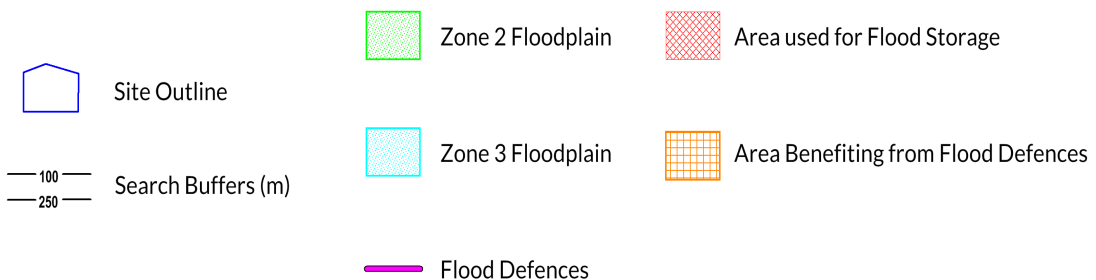 Site Outline
100
250
Search Buffers (m)
Zone 2 Floodplain
Zone 3 Floodplain
Flood Defences
Area used for Flood Storage
Area Benefiting from Flood Defences